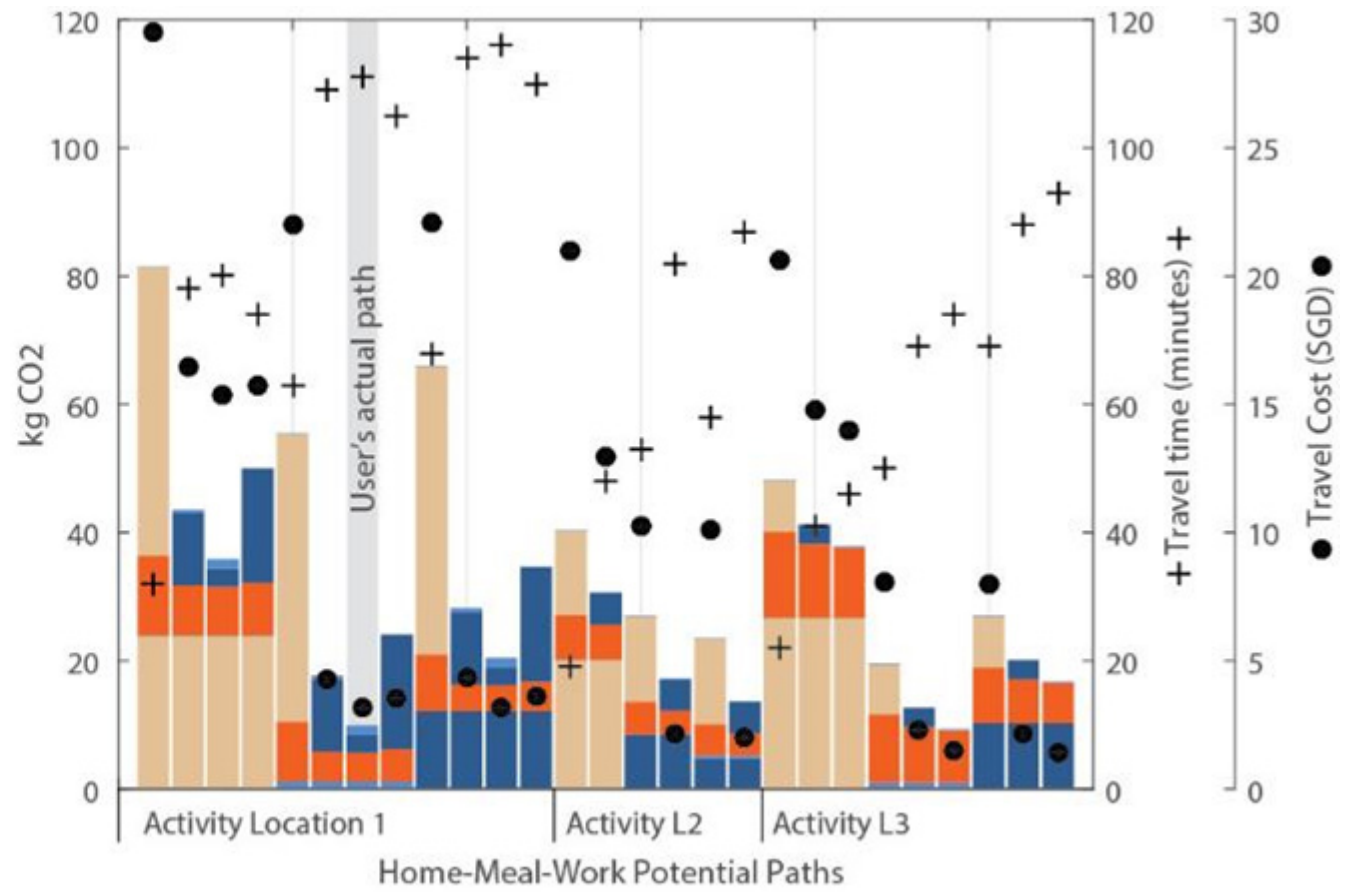 120
100
80
60
40
20
0
kg CO2
User's actual path
120
100
80
60
40
20
0
Travel time (minutes)
30
25
20
15
10
5
0
Travel Cost (SGD)
Activity Location 1
Activity L2
Activity L3
Home-Meal-Work Potential Paths